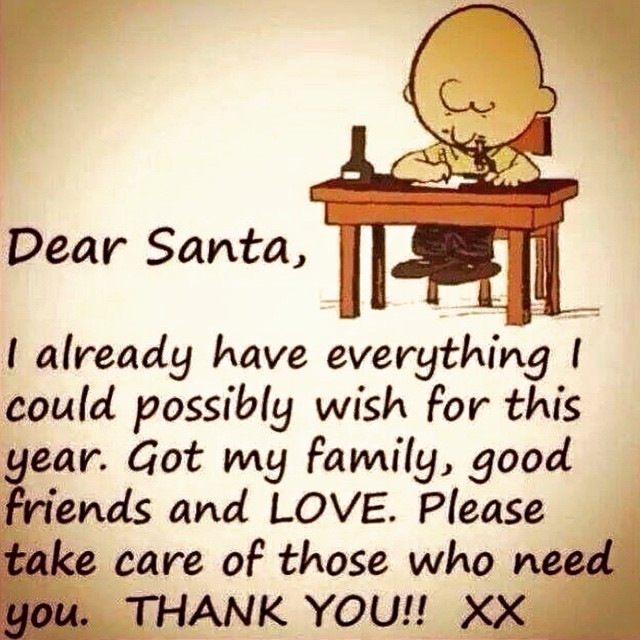 Dear Santa,
I already have everything I
could possibly wish for this
year. Got my family, good
friends and LOVE. Please
take care of those who need
you. THANK YOU!! XX